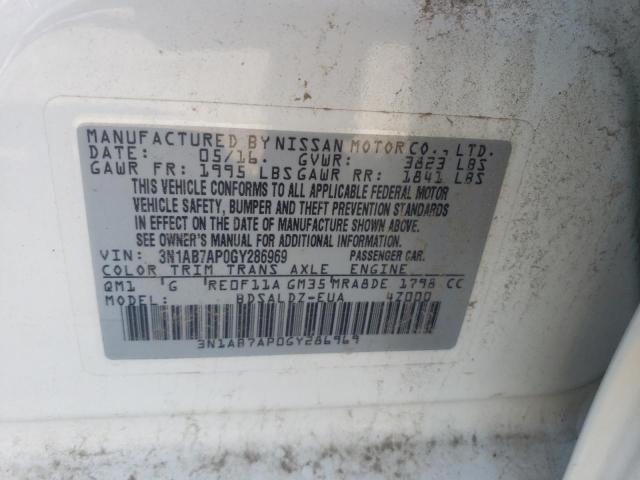 MANUFACTURED BY NISSAN MOTOR CO., LTD.
DATE: 05/16. GVWR: 3823 LBS
GAWR FR: 1995 LBS GAWR RR: 1841 LBS
THIS VEHICLE CONFORMS TO ALL APPLICABLE FEDERAL MOTOR
VEHICLE SAFETY, BUMPER AND THEFT PREVENTION STANDARDS
IN EFFECT ON THE DATE OF MANUFACTURE SHOWN ABOVE.
SEE OWNER'S MANUAL FOR ADDITIONAL INFORMATION.
VIN: 3N1AB7AP0GY286969 PASSENGER CAR.
COLOR TRIM TRANS AXLE ENGINE
QM1 G RE0F11A GM35 MRA8DE 1798 CC
MODEL: BDSALDZ-EUA 4Z000
3N1AB7AP0GY286969